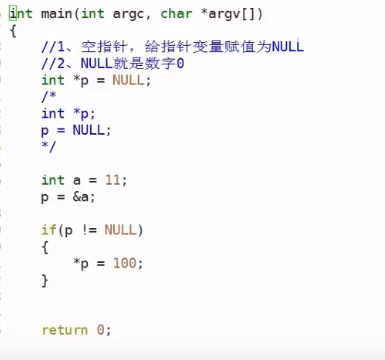 int main(int argc, char *argv[])
{
    //1、空指针，给指针变量赋值为NULL
    //2、NULL就是数字0
    int *p = NULL;
    /*
    int *p;
    p = NULL;
    */
    int a = 11;
    p = &a;
    if(p != NULL)
    {
        *p = 100;
    }
    return 0;